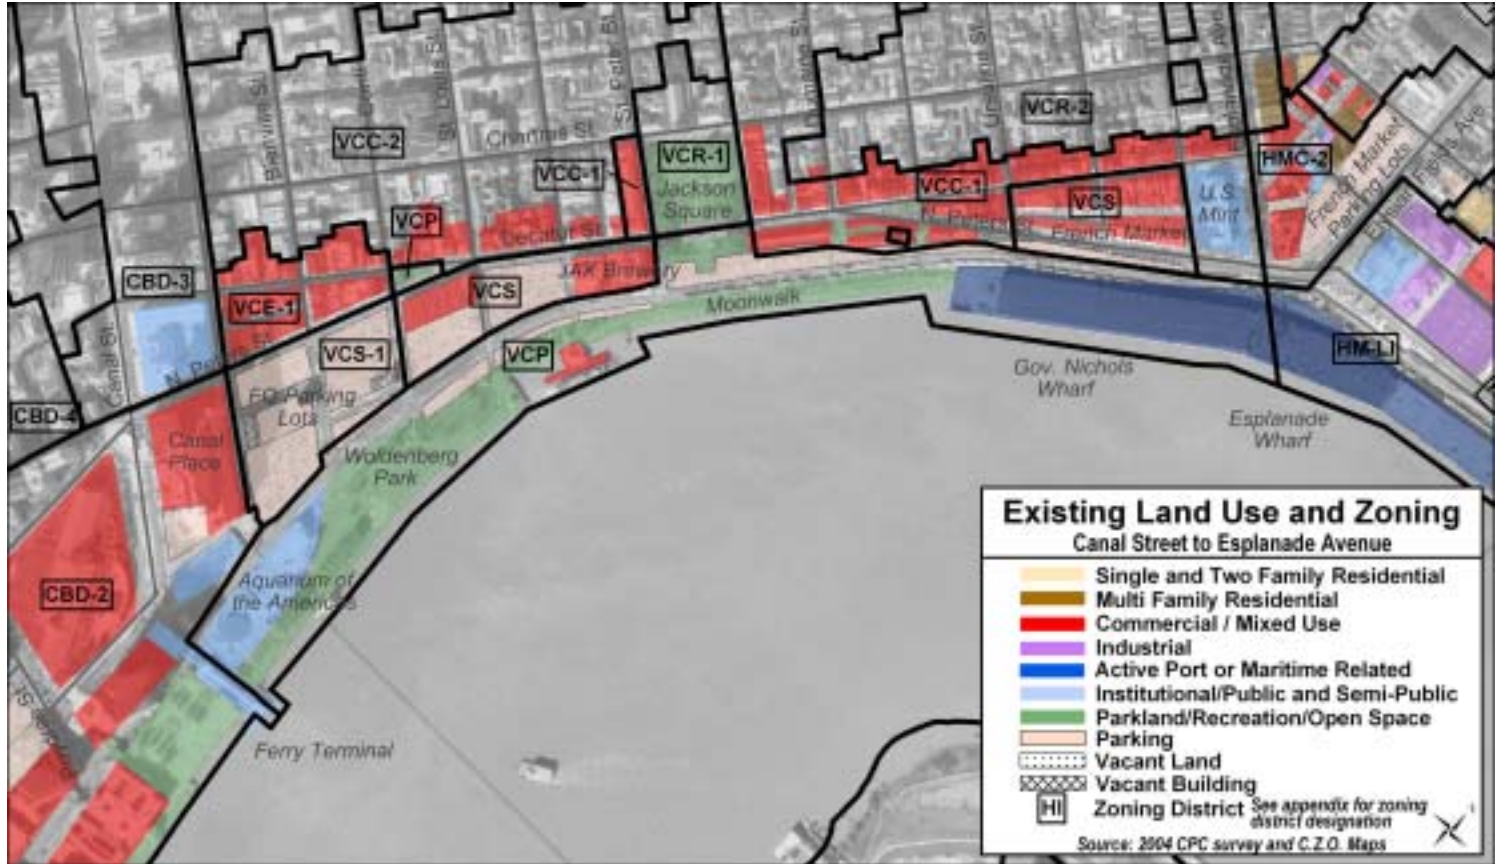 VCC-2
Chartres St.
VCR-2
VCR-1
Jackson
Square
VCC-1
VCP
Decatur St.
VCC-1
N. Peters St.
VCS
French Market
U.S.
Mint
HMC-2
French Market
Parking Lots
Bienville St.
St. Louis St.
Dumaine St.
Ursuline St.
Esplanade Ave.
Elysian
Fields Ave.
CBD-3
VCE-1
VCS
JAX Brewery
Moonwalk
VCS-1
VCP
Canal St.
CBD-4
Canal
Place
Parking
Lots
Woldenberg
Park
Gov. Nichols
Wharf
Esplanade
Wharf
HM-LI
CBD-2
Aquarium of
the Americas
Ferry Terminal
Existing Land Use and Zoning
Canal Street to Esplanade Avenue
Single and Two Family Residential
Multi Family Residential
Commercial / Mixed Use
Industrial
Active Port or Maritime Related
Institutional/Public and Semi-Public
Parkland/Recreation/Open Space
Parking
Vacant Land
Vacant Building
HI Zoning District See appendix for zoning
district designation
Source: 2004 CPC survey and C.Z.O. Maps